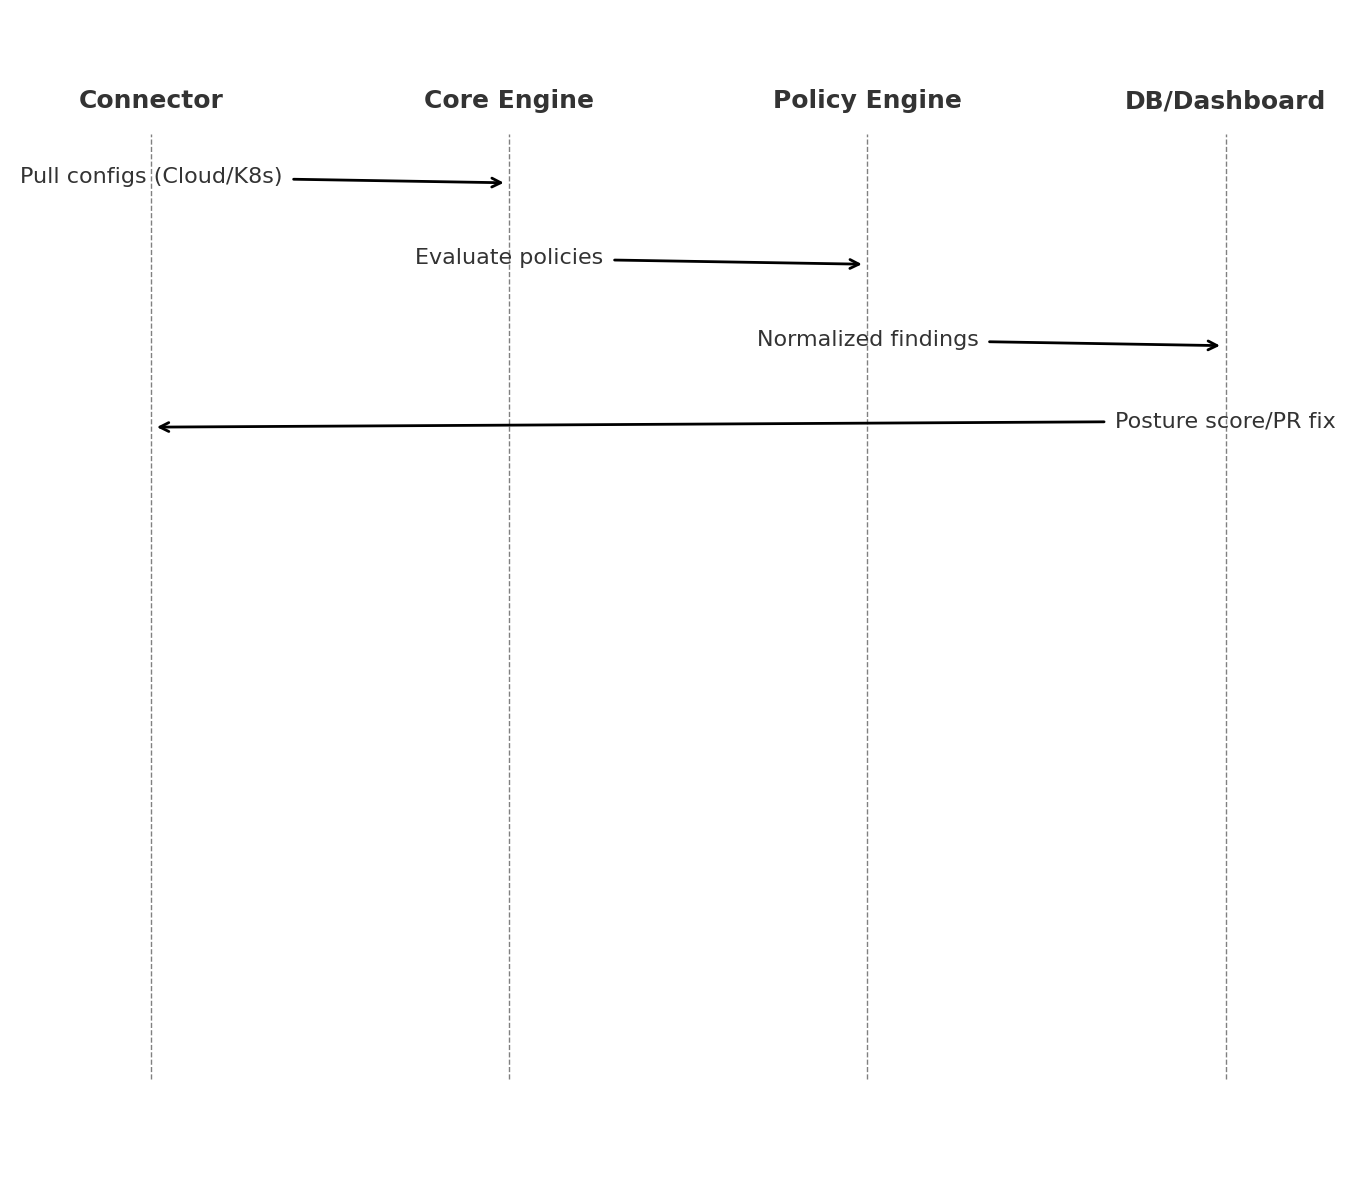 Connector
Core Engine
Policy Engine
DB/Dashboard
Pull configs (Cloud/K8s)
Evaluate policies
Normalized findings
Posture score/PR fix